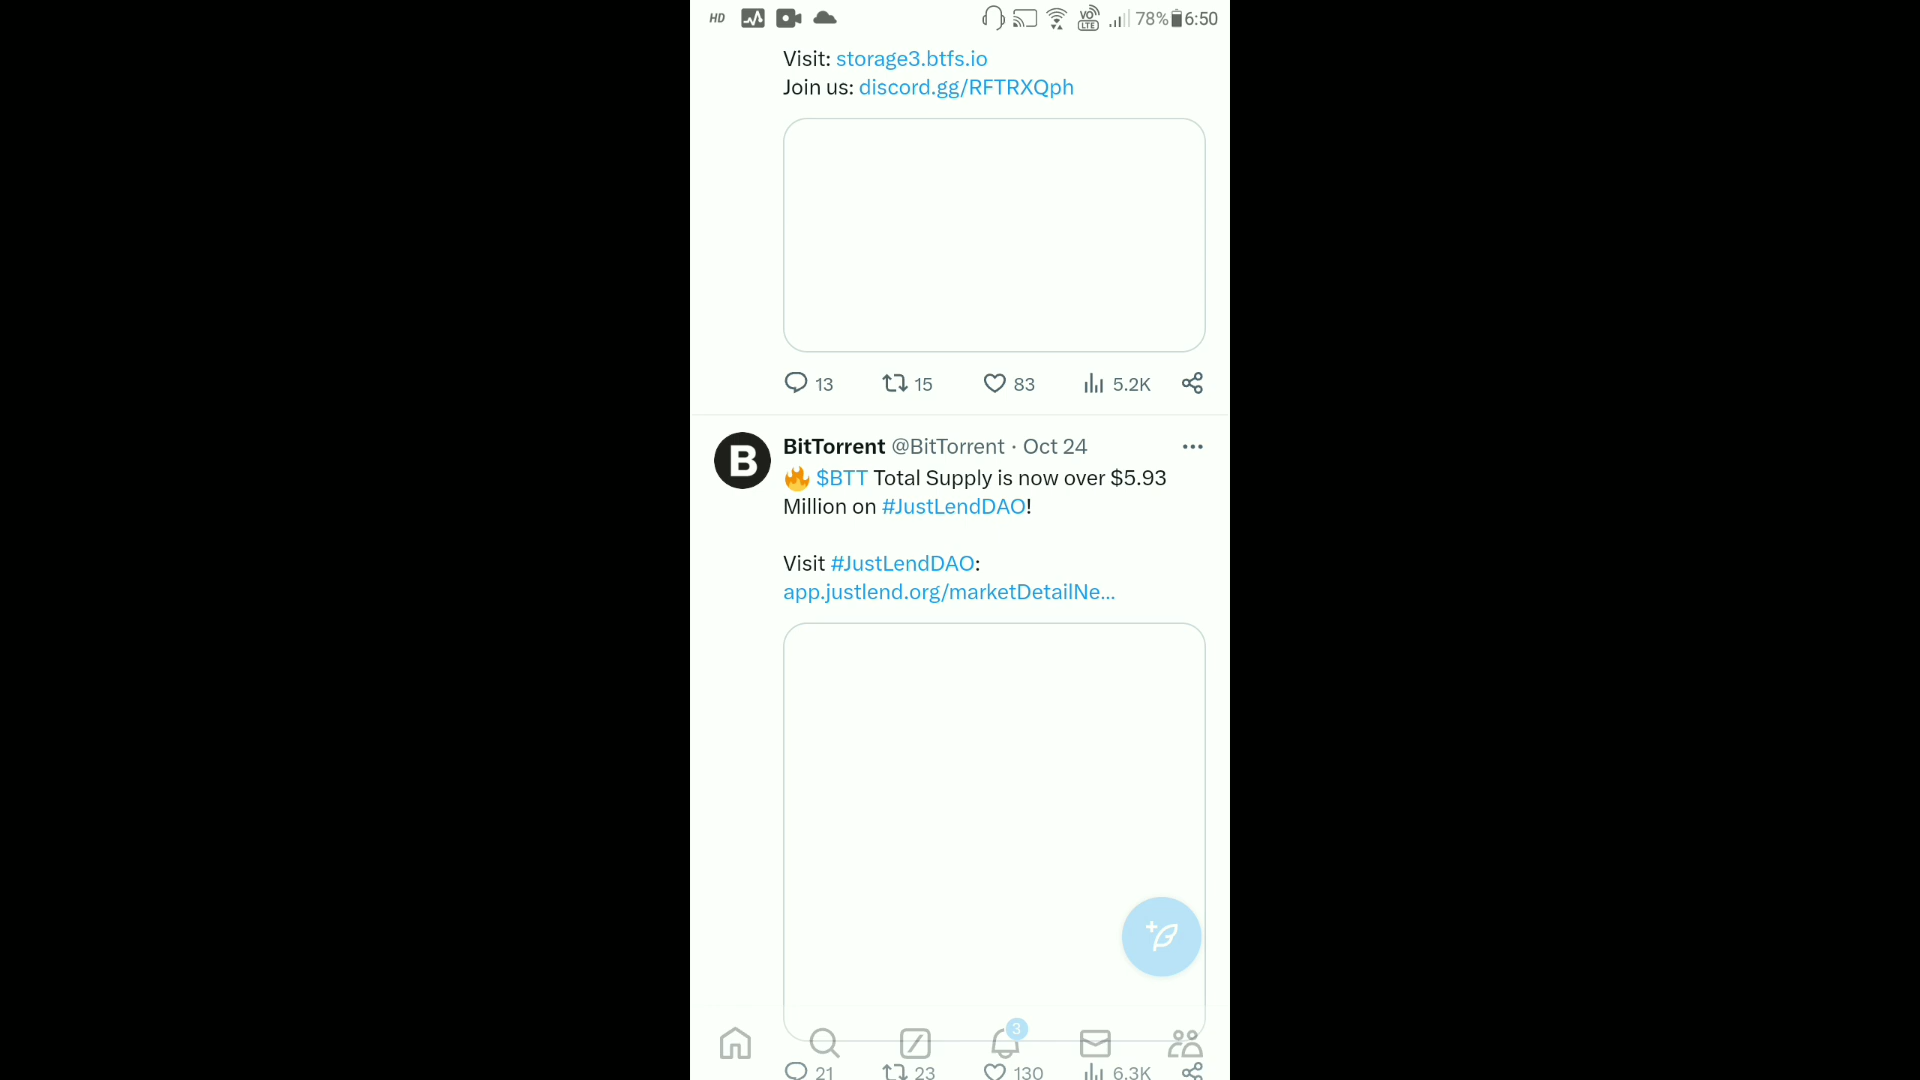 HD VO LTE 78% 6:50
Visit: storage3.btfs.io
Join us: discord.gg/RFTRXQph
13 15 83 5.2K
B BitTorrent @BitTorrent · Oct 24
🔥 $BTT Total Supply is now over $5.93
Million on #JustLendDAO!
Visit #JustLendDAO:
app.justlend.org/marketDetailNe...
3
21 23 130 6.3K